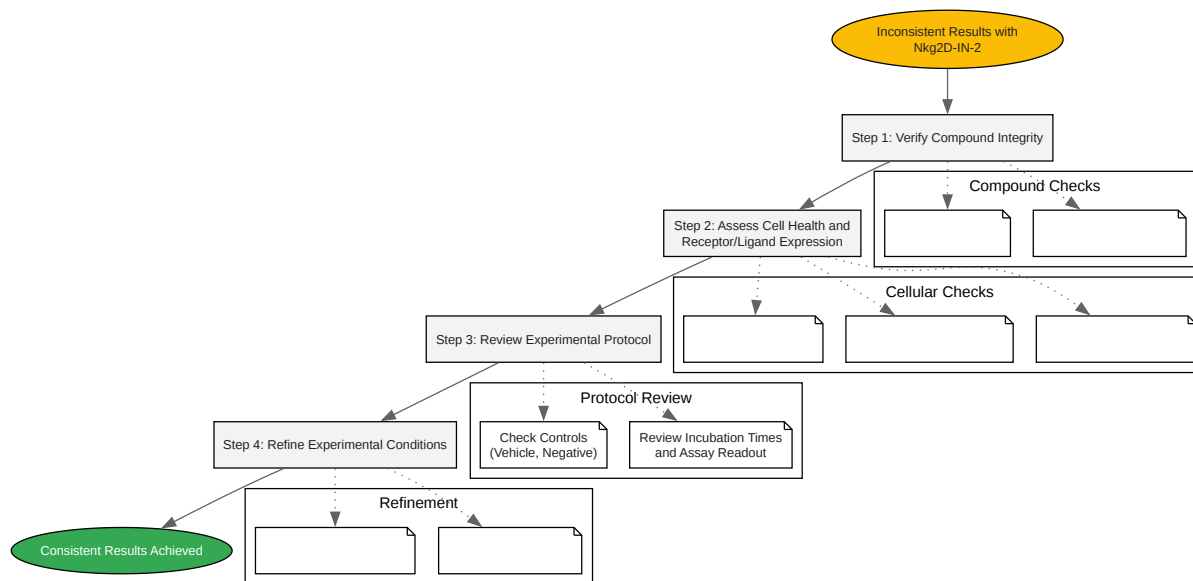 Inconsistent Results with
Nkg2D-IN-2
Step 1: Verify Compound Integrity
Compound Checks
Step 2: Assess Cell Health and
Receptor/Ligand Expression
Cellular Checks
Step 3: Review Experimental Protocol
Protocol Review
Check Controls
(Vehicle, Negative)
Review Incubation Times
and Assay Readout
Step 4: Refine Experimental Conditions
Refinement
Consistent Results Achieved